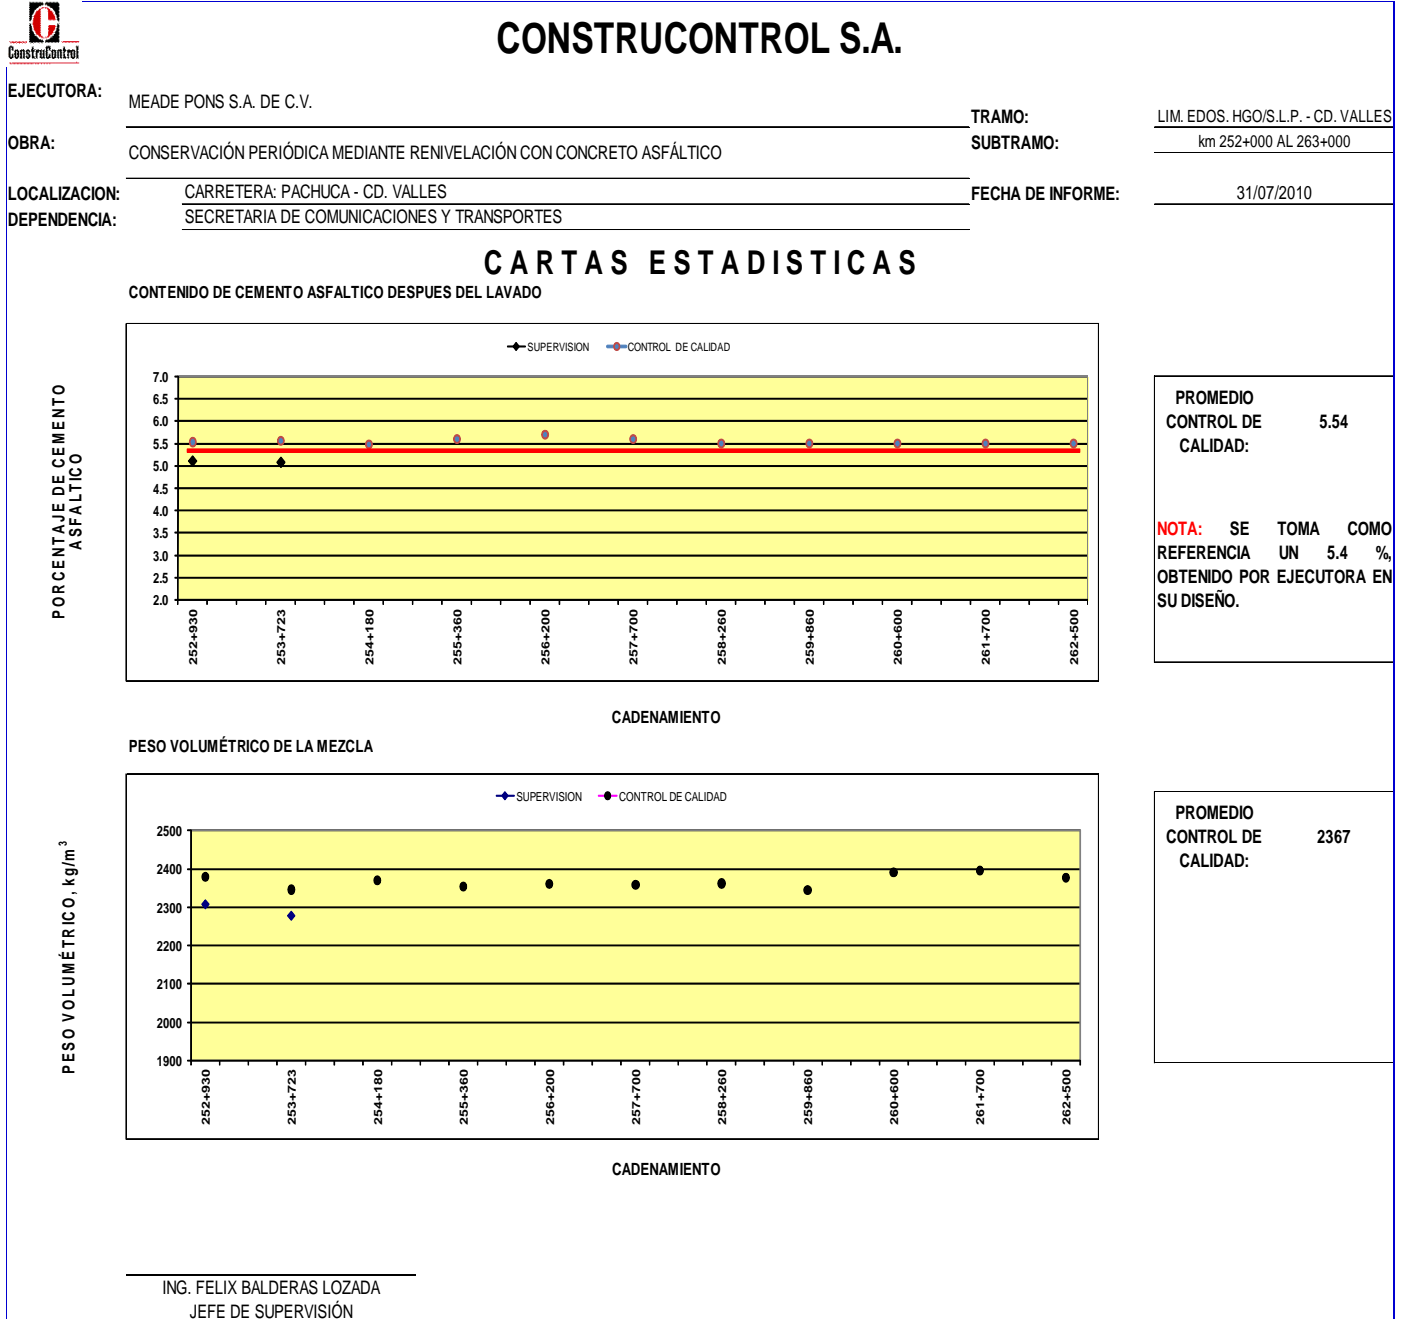 ConstruControl
CONSTRUCONTROL S.A.
EJECUTORA:
MEADE PONS S.A. DE C.V.
TRAMO:
LIM. EDOS. HGO/S.L.P. - CD. VALLES
OBRA:
CONSERVACIÓN PERIÓDICA MEDIANTE RENIVELACIÓN CON CONCRETO ASFÁLTICO
SUBTRAMO:
km 252+000 AL 263+000
LOCALIZACION:
CARRETERA: PACHUCA - CD. VALLES
FECHA DE INFORME:
31/07/2010
DEPENDENCIA:
SECRETARIA DE COMUNICACIONES Y TRANSPORTES
CARTAS ESTADISTICAS
CONTENIDO DE CEMENTO ASFALTICO DESPUES DEL LAVADO
SUPERVISION
CONTROL DE CALIDAD
PORCENTAJE DE CEMENTO
ASFALTICO
7.0
6.5
6.0
5.5
5.0
4.5
4.0
3.5
3.0
2.5
2.0
252+930
253+723
254+180
255+360
256+200
257+700
258+260
259+860
260+600
261+700
262+500
CADENAMIENTO
PROMEDIO
CONTROL DE 5.54
CALIDAD:
NOTA: SE TOMA COMO
REFERENCIA UN 5.4 %,
OBTENIDO POR EJECUTORA EN
SU DISEÑO.
PESO VOLUMÉTRICO DE LA MEZCLA
SUPERVISION
CONTROL DE CALIDAD
PESO VOLUMÉTRICO, kg/m3
2500
2400
2300
2200
2100
2000
1900
252+930
253+723
254+180
255+360
256+200
257+700
258+260
259+860
260+600
261+700
262+500
CADENAMIENTO
PROMEDIO
CONTROL DE 2367
CALIDAD:
ING. FELIX BALDERAS LOZADA
JEFE DE SUPERVISIÓN